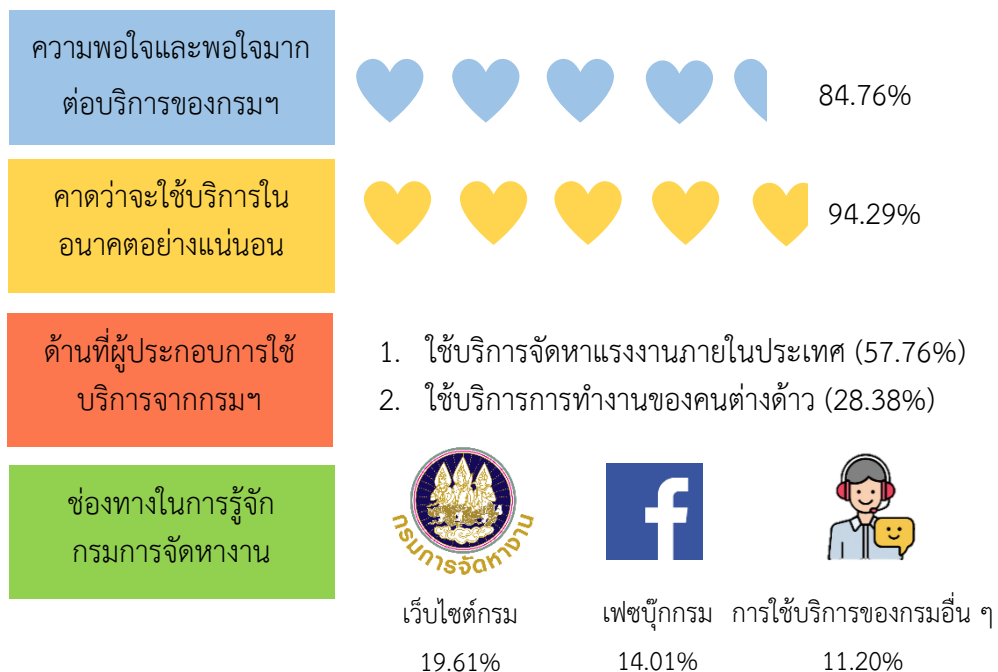 ความพอใจและพอใจมาก
ต่อบริการของกรมฯ
84.76%
คาดว่าจะใช้บริการใน
อนาคตอย่างแน่นอน
94.29%
ด้านที่ผู้ประกอบการใช้
บริการจากกรมฯ
1. ใช้บริการจัดหาแรงงานภายในประเทศ (57.76%)
2. ใช้บริการการทำงานของคนต่างด้าว (28.38%)
ช่องทางในการรู้จัก
กรมการจัดหางาน
กรมการจัดหางาน
f
เว็บไซต์กรม เฟซบุ๊กกรม การใช้บริการของกรมอื่น ๆ
19.61% 14.01% 11.20%